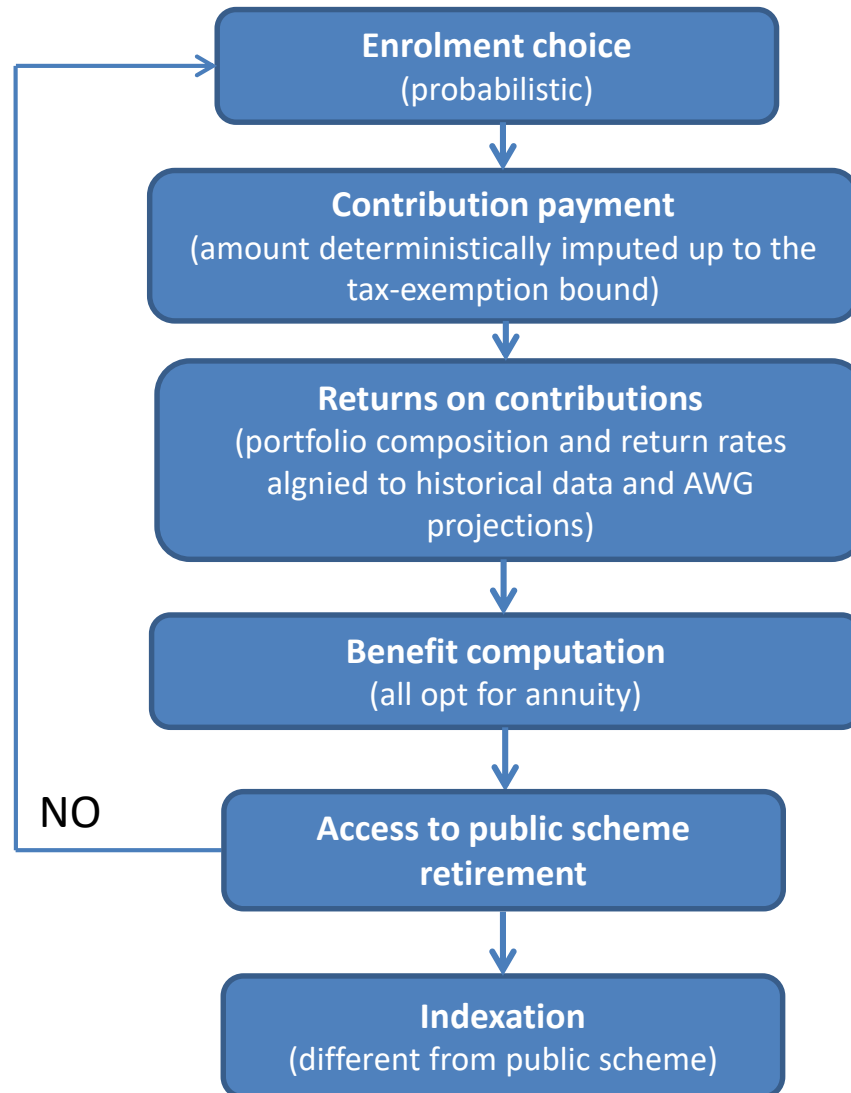 Enrolment choice
(probabilistic)
Contribution payment
(amount deterministically imputed up to the
tax-exemption bound)
Returns on contributions
(portfolio composition and return rates
algnied to historical data and AWG
projections)
Benefit computation
(all opt for annuity)
NO
Access to public scheme
retirement
Indexation
(different from public scheme)